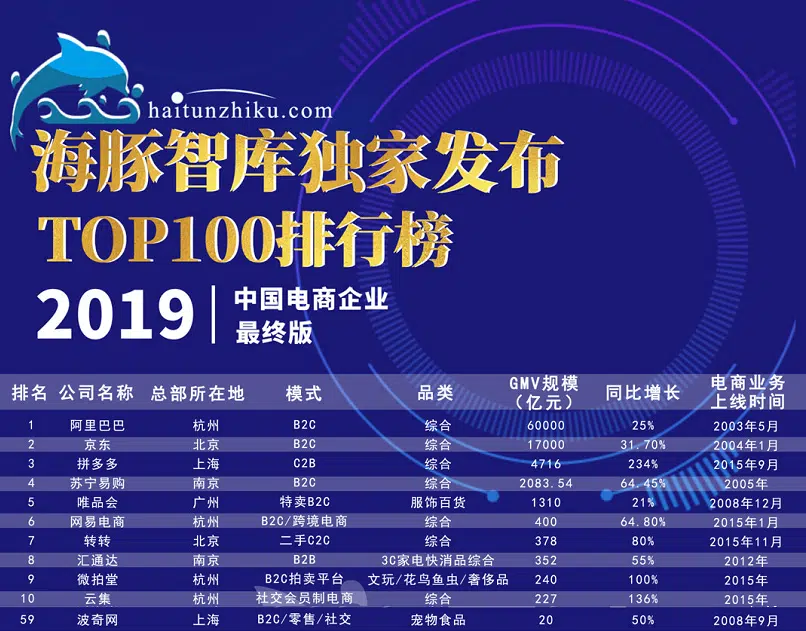 haitunzhiku.com
海豚智库独家发布
TOP100排行榜
2019 中国电商企业
最终版
排名 公司名称 总部所在地 模式 品类 GMV规模（亿元） 同比增长 电商业务上线时间
1 阿里巴巴 杭州 B2C 综合 60000 25% 2003年5月
2 京东 北京 B2C 综合 17000 31.70% 2004年1月
3 拼多多 上海 C2B 综合 4716 234% 2015年9月
4 苏宁易购 南京 B2C 综合 2083.54 64.45% 2005年
5 唯品会 广州 特卖B2C 服饰百货 1310 21% 2008年12月
6 网易电商 杭州 B2C/跨境电商 综合 400 64.80% 2015年1月
7 转转 北京 二手C2C 综合 378 80% 2015年11月
8 汇通达 南京 B2B 3C家电快消品综合 352 55% 2012年
9 微拍堂 杭州 B2C拍卖平台 文玩/花鸟鱼虫/奢侈品 240 100% 2015年
10 云集 杭州 社交会员制电商 综合 227 136% 2015年
59 波奇网 上海 B2C/零售/社交 宠物食品 20 50% 2008年9月